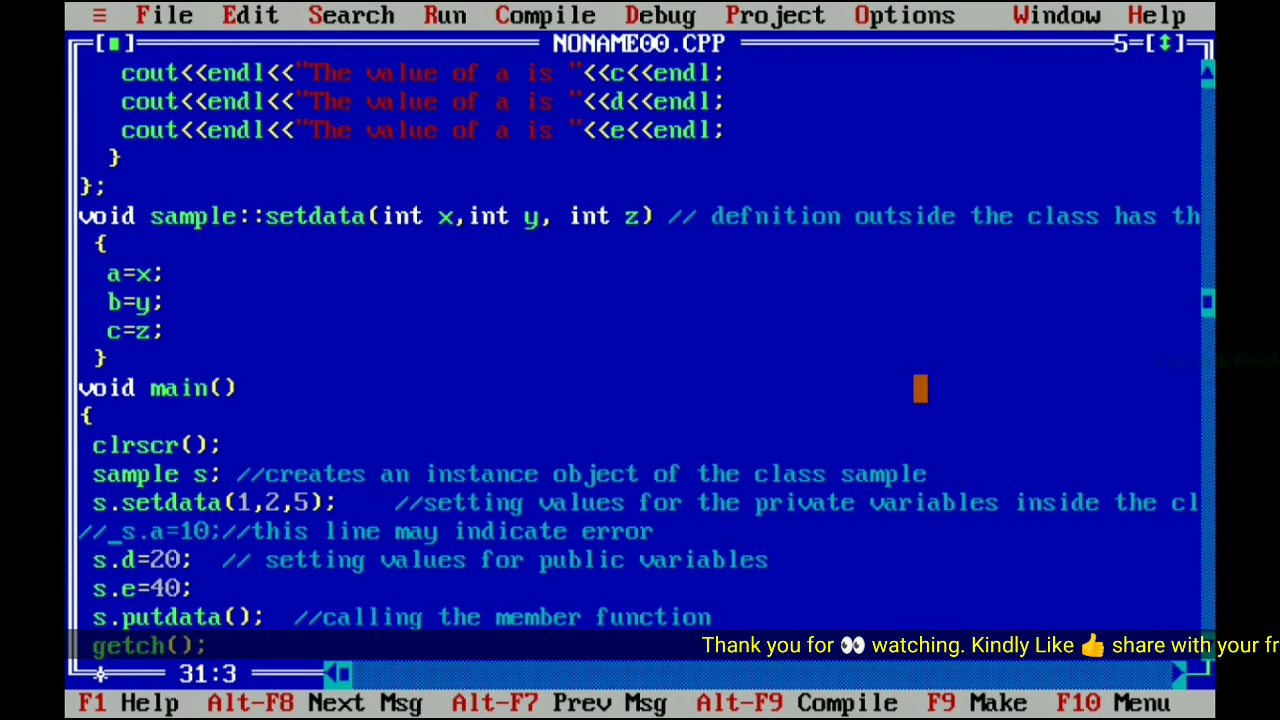 ≡ File Edit Search Run Compile Debug Project Options Window Help
[■] NONAME00.CPP 5=[↕]
cout<<endl<<"The value of a is "<<c<<endl;
cout<<endl<<"The value of a is "<<d<<endl;
cout<<endl<<"The value of a is "<<e<<endl;
}
};
void sample::setdata(int x,int y, int z) // defnition outside the class has th
{
a=x;
b=y;
c=z;
}
void main()
{
clrscr();
sample s; //creates an instance object of the class sample
s.setdata(1,2,5); //setting values for the private variables inside the cl
//_s.a=10;//this line may indicate error
s.d=20; // setting values for public variables
s.e=40;
s.putdata(); //calling the member function
getch();
Thank you for 👀 watching. Kindly Like 👍 share with your fr
31:3
F1 Help Alt-F8 Next Msg Alt-F7 Prev Msg Alt-F9 Compile F9 Make F10 Menu